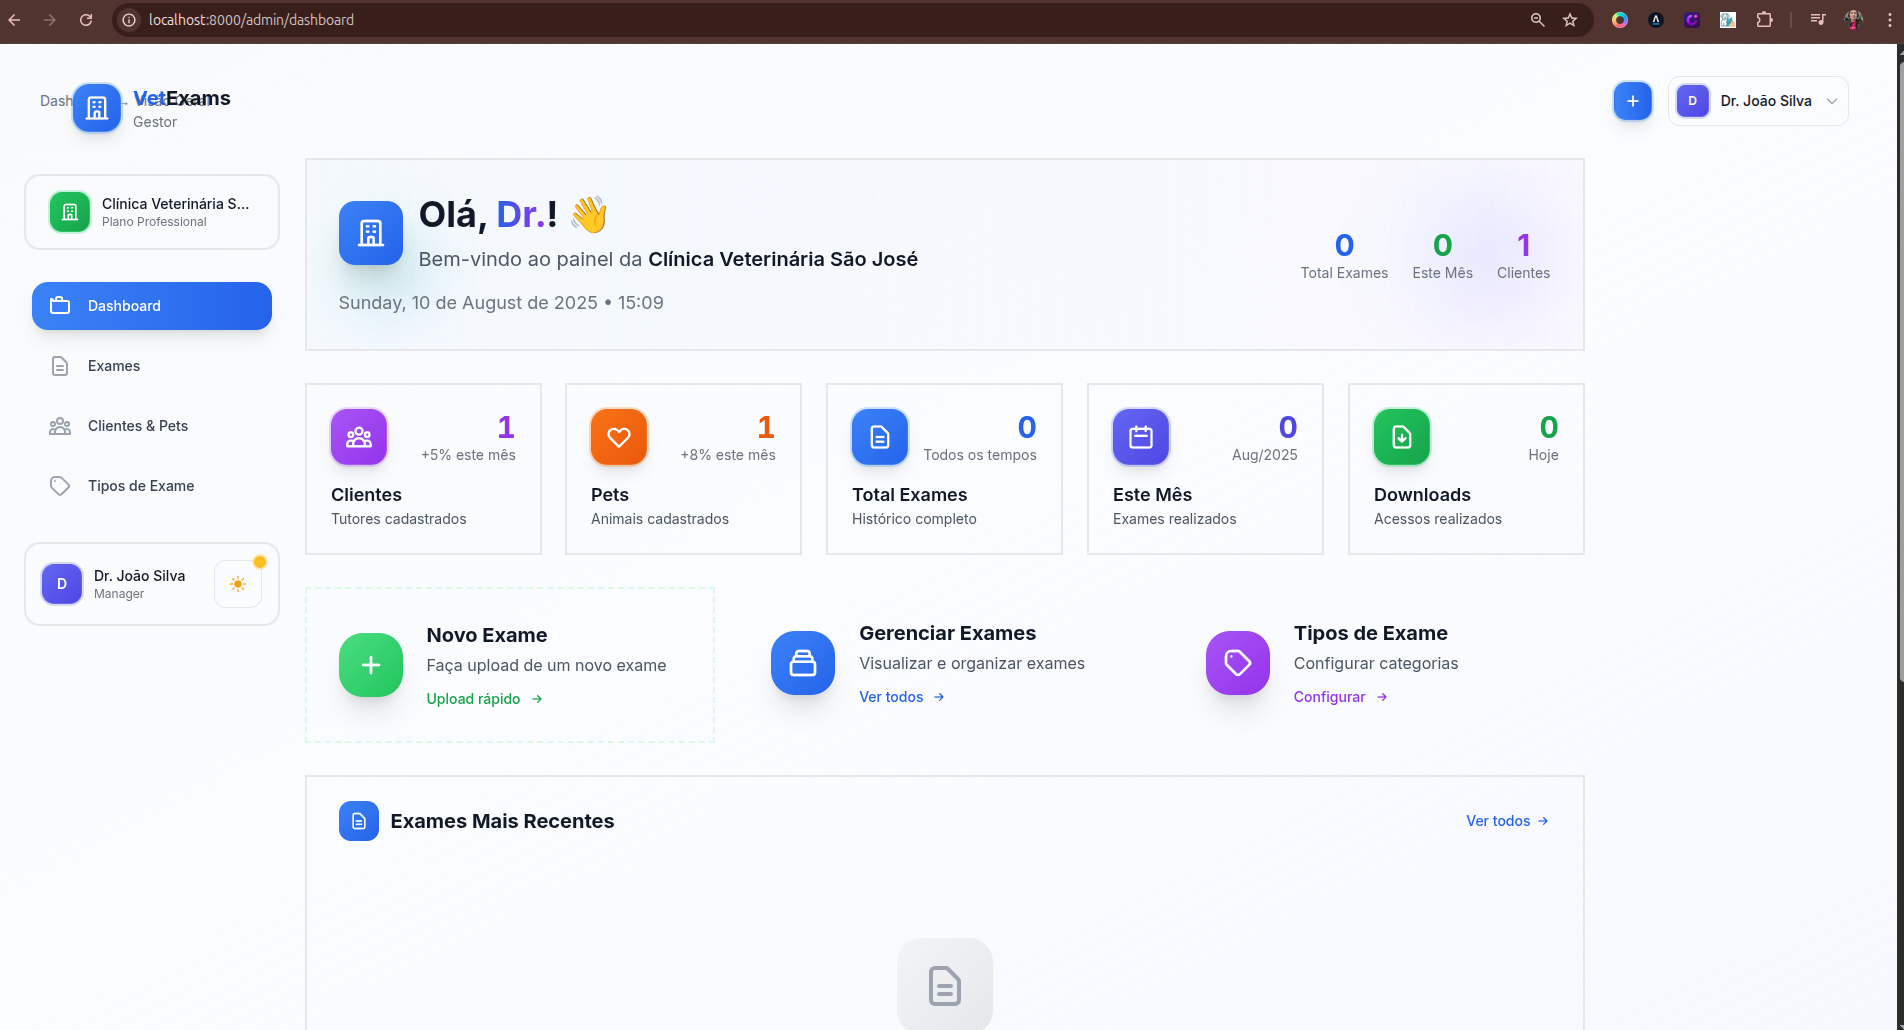 localhost:8000/admin/dashboard
Dash
VetExams
Gestor
Dr. João Silva
D
Clínica Veterinária S...
Plano Professional
Dashboard
Exames
Clientes & Pets
Tipos de Exame
D
Dr. João Silva
Manager
Olá, Dr.! 👋
Bem-vindo ao painel da Clínica Veterinária São José
Sunday, 10 de August de 2025 • 15:09
0
Total Exames
0
Este Mês
1
Clientes
1
+5% este mês
Clientes
Tutores cadastrados
1
+8% este mês
Pets
Animais cadastrados
0
Todos os tempos
Total Exames
Histórico completo
0
Aug/2025
Este Mês
Exames realizados
0
Hoje
Downloads
Acessos realizados
Novo Exame
Faça upload de um novo exame
Upload rápido →
Gerenciar Exames
Visualizar e organizar exames
Ver todos →
Tipos de Exame
Configurar categorias
Configurar →
Exames Mais Recentes
Ver todos →